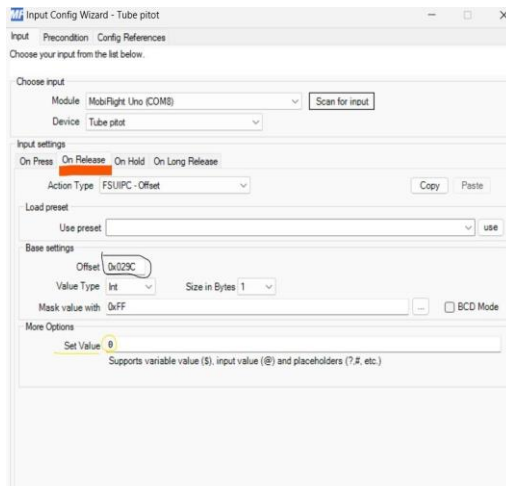 MF Input Config Wizard - Tube pitot
Input Precondition Config References
Choose your input from the list below.
Choose input
Module MobiFlight Uno (COM8) Scan for input
Device Tube pitot
Input settings
On Press On Release On Hold On Long Release
Action Type FSUIPC - Offset Copy Paste
Load preset
Use preset use
Base settings
Offset 0x029C
Value Type Int Size in Bytes 1
Mask value with 0xFF ... BCD Mode
More Options
Set Value 0
Supports variable value ($), input value (@) and placeholders (?,#, etc.)